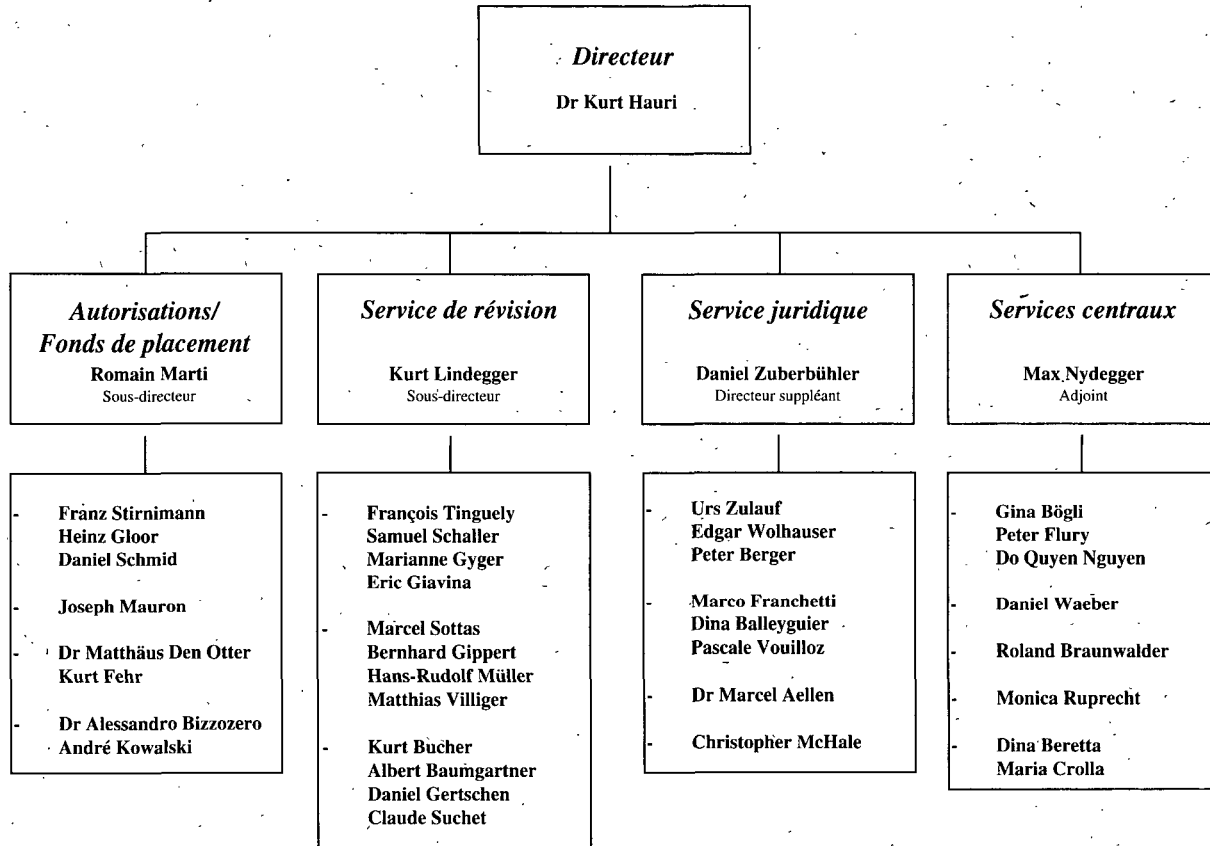 Directeur
Dr Kurt Hauri
Autorisations/
Fonds de placement
Romain Marti
Sous-directeur
Service de révision
Kurt Lindegger
Sous-directeur
Service juridique
Daniel Zuberbühler
Directeur suppléant
Services centraux
Max Nydegger
Adjoint
- Franz Stirnimann
Heinz Gloor
Daniel Schmid
- Joseph Mauron
- Dr Matthäus Den Otter
Kurt Fehr
- Dr Alessandro Bizzozero
André Kowalski
- François Tinguely
Samuel Schaller
Marianne Gyger
Eric Giavina
- Marcel Sottas
Bernhard Gippert
Hans-Rudolf Müller
Matthias Villiger
- Kurt Bucher
Albert Baumgartner
Daniel Gertschen
Claude Suchet
- Urs Zulauf
Edgar Wolhauser
Peter Berger
- Marco Franchetti
Dina Balleyguier
Pascale Vouilloz
- Dr Marcel Aellen
- Christopher McHale
- Gina Bögli
Peter Flury
Do Quyen Nguyen
- Daniel Waeber
- Roland Braunwalder
- Monica Ruprecht
- Dina Beretta
Maria Crolla